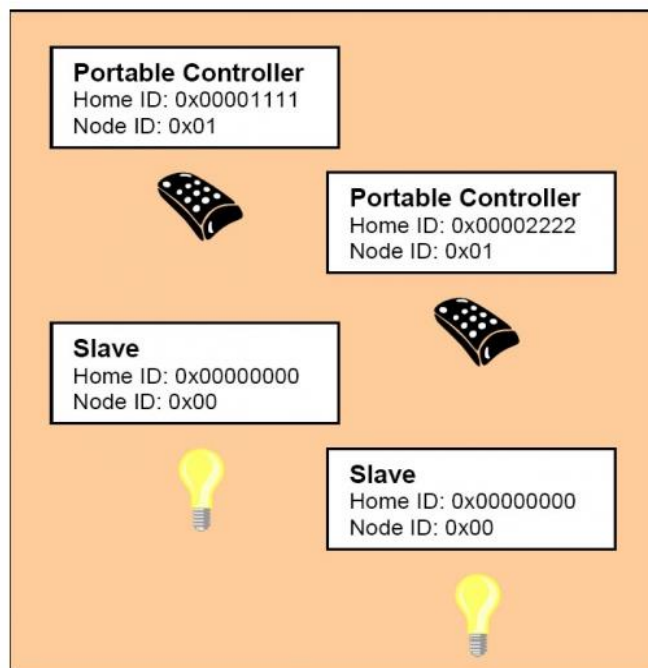 Portable Controller
Home ID: 0x00001111
Node ID: 0x01
Portable Controller
Home ID: 0x00002222
Node ID: 0x01
Slave
Home ID: 0x00000000
Node ID: 0x00
Slave
Home ID: 0x00000000
Node ID: 0x00